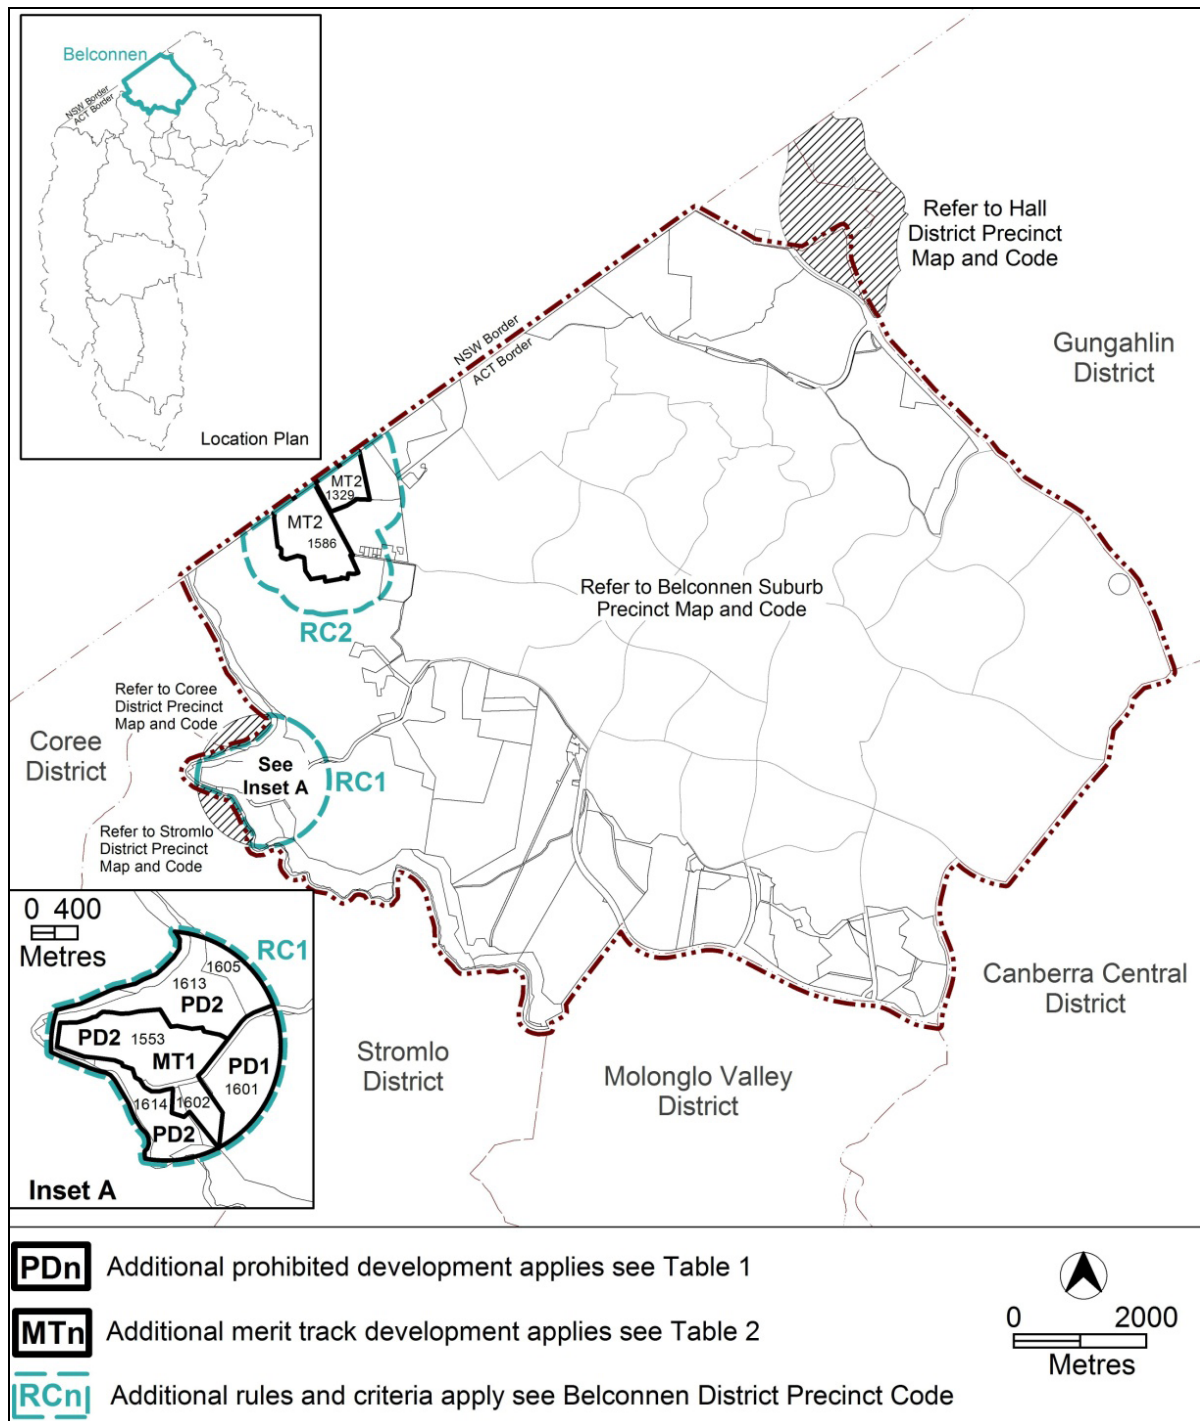 Belconnen
NSW Border
ACT Border
Location Plan
Refer to Hall
District Precinct
Map and Code
Gungahlin
District
NSW Border
ACT Border
MT2
1329
MT2
1586
RC2
Refer to Belconnen Suburb
Precinct Map and Code
Refer to Coree
District Precinct
Map and Code
Coree
District
See
Inset A
RC1
Refer to Stromlo
District Precinct
Map and Code
0 400
Metres
RC1
1605
1613
PD2
PD2
1553
MT1
PD1
1601
1614
1602
PD2
Inset A
Canberra Central
District
Stromlo
District
Molonglo Valley
District
PDn Additional prohibited development applies see Table 1
MTn Additional merit track development applies see Table 2
RCn Additional rules and criteria apply see Belconnen District Precinct Code
0 2000
Metres